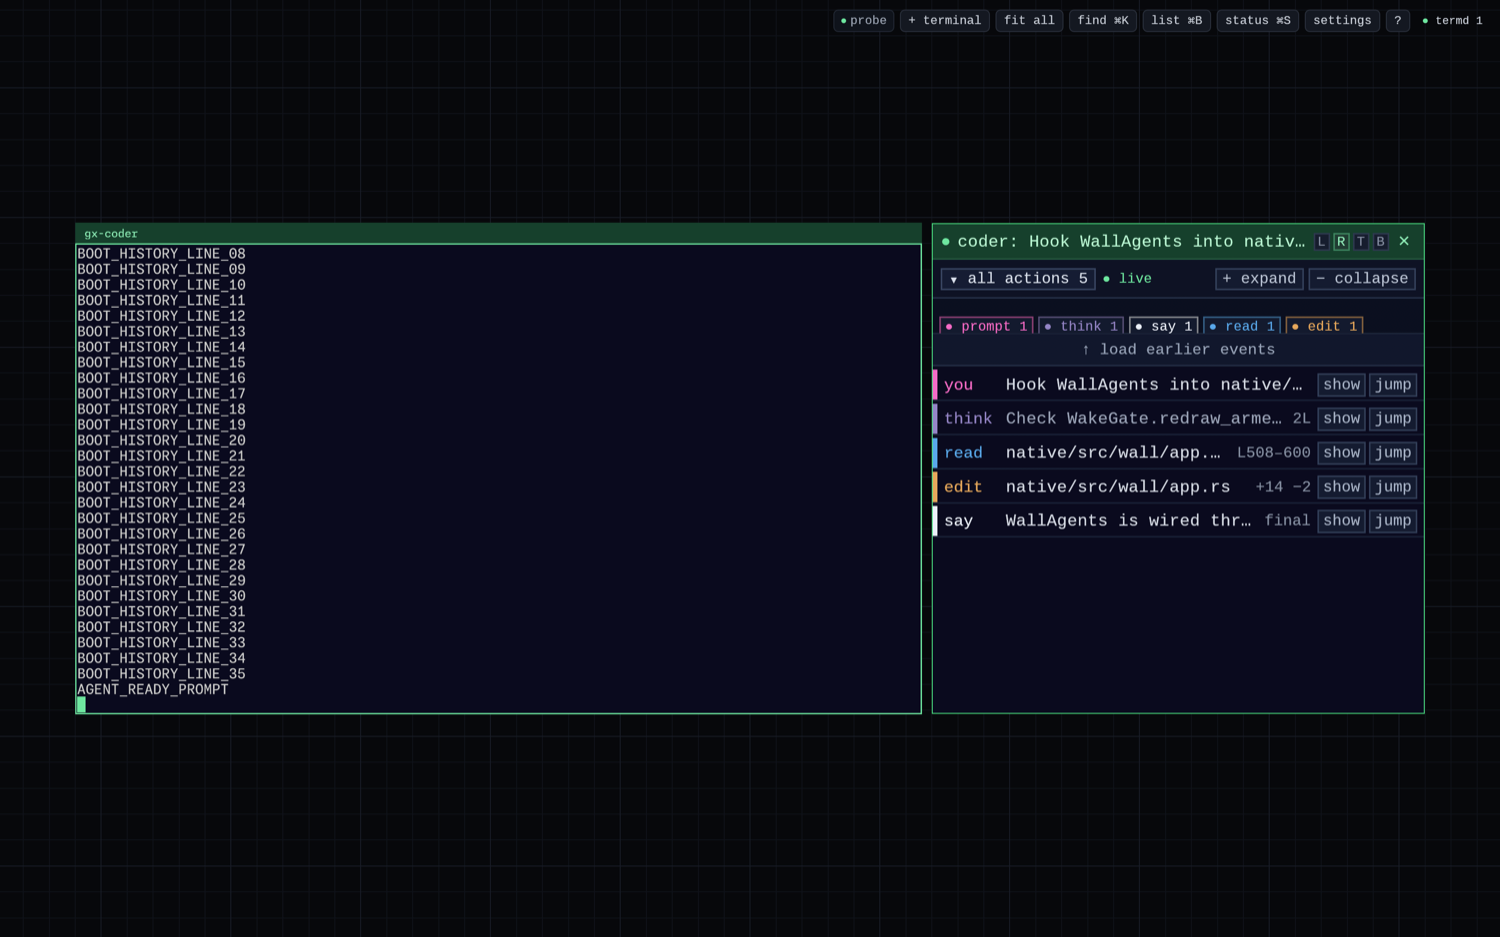 probe + terminal fit all find ⌘K list ⌘B status ⌘S settings ? termd 1
gx-coder
BOOT_HISTORY_LINE_08
BOOT_HISTORY_LINE_09
BOOT_HISTORY_LINE_10
BOOT_HISTORY_LINE_11
BOOT_HISTORY_LINE_12
BOOT_HISTORY_LINE_13
BOOT_HISTORY_LINE_14
BOOT_HISTORY_LINE_15
BOOT_HISTORY_LINE_16
BOOT_HISTORY_LINE_17
BOOT_HISTORY_LINE_18
BOOT_HISTORY_LINE_19
BOOT_HISTORY_LINE_20
BOOT_HISTORY_LINE_21
BOOT_HISTORY_LINE_22
BOOT_HISTORY_LINE_23
BOOT_HISTORY_LINE_24
BOOT_HISTORY_LINE_25
BOOT_HISTORY_LINE_26
BOOT_HISTORY_LINE_27
BOOT_HISTORY_LINE_28
BOOT_HISTORY_LINE_29
BOOT_HISTORY_LINE_30
BOOT_HISTORY_LINE_31
BOOT_HISTORY_LINE_32
BOOT_HISTORY_LINE_33
BOOT_HISTORY_LINE_34
BOOT_HISTORY_LINE_35
AGENT_READY_PROMPT
coder: Hook WallAgents into nativ… L R T B ×
▾ all actions 5 ● live + expand − collapse
● prompt 1 ● think 1 ● say 1 ● read 1 ● edit 1
↑ load earlier events
you Hook WallAgents into native/… show jump
think Check WakeGate.redraw_arme… 2L show jump
read native/src/wall/app.… L508–600 show jump
edit native/src/wall/app.rs +14 −2 show jump
say WallAgents is wired thr… final show jump